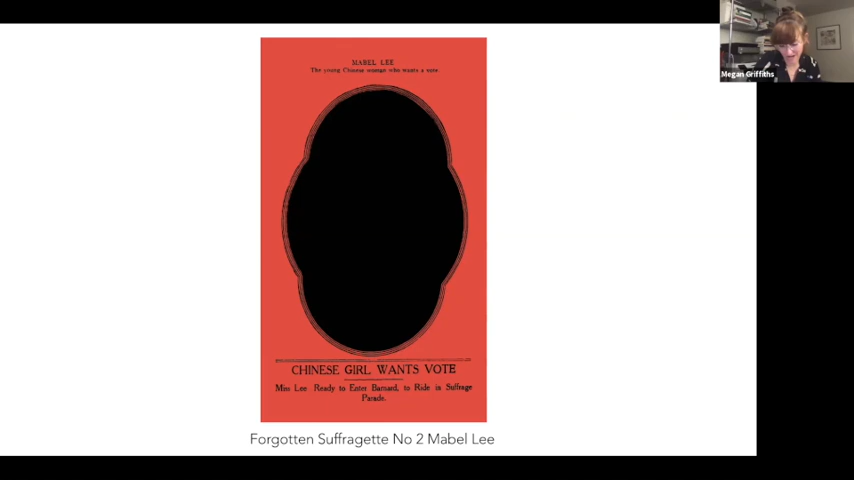 MABEL LEE
The young Chinese woman who wants a vote.
Megan Griffiths
CHINESE GIRL WANTS VOTE
Miss Lee Ready to Enter Barnard, to Ride in Suffrage
Parade.
Forgotten Suffragette No 2 Mabel Lee